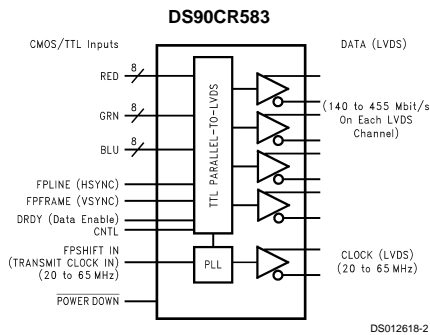 DS90CR583
CMOS/TTL Inputs
DATA (LVDS)
RED
8
GRN
8
BLU
8
FPLINE (HSYNC)
FPFRAME (VSYNC)
DRDY (Data Enable)
CNTL
FPSHIFT IN
(TRANSMIT CLOCK IN)
(20 to 65 MHz)
POWER DOWN
TTL PARALLEL-TO-LVDS
PLL
(140 to 455 Mbit/s
On Each LVDS
Channel)
CLOCK (LVDS)
(20 to 65 MHz)
DS012618-2